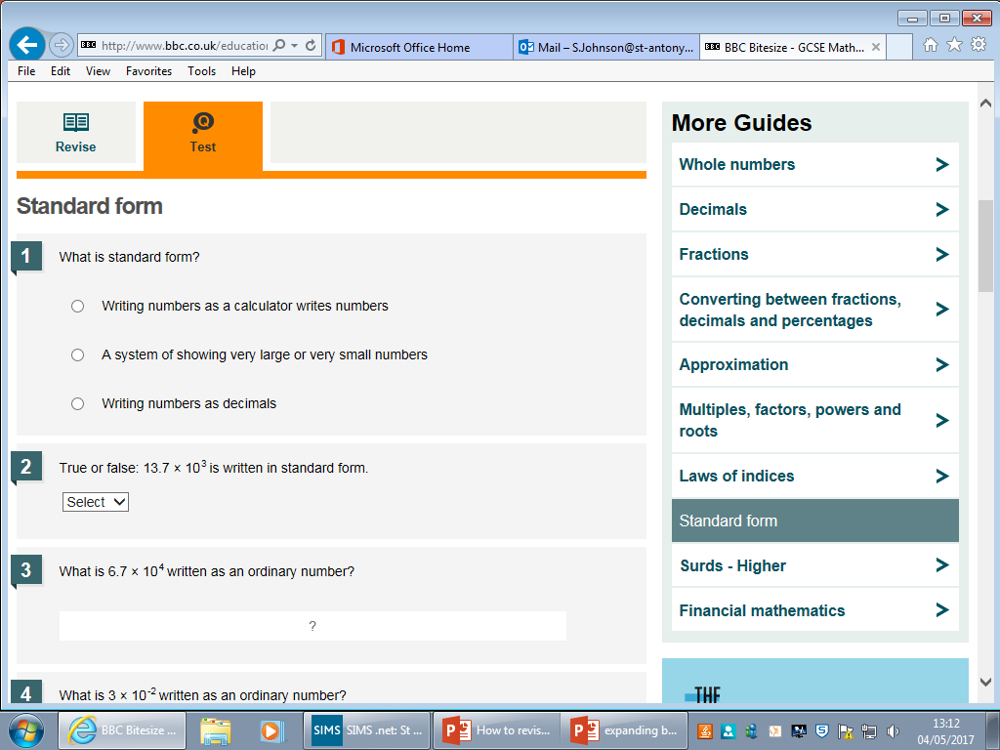 BBC http://www.bbc.co.uk/educatio
Microsoft Office Home
Mail – S.Johnson@st-antony...
BBC BBC Bitesize - GCSE Math...
File Edit View Favorites Tools Help
Revise
Test
Standard form
1 What is standard form?
Writing numbers as a calculator writes numbers
A system of showing very large or very small numbers
Writing numbers as decimals
2 True or false: 13.7 × 10³ is written in standard form.
Select
3 What is 6.7 × 10⁴ written as an ordinary number?
?
4 What is 3 × 10⁻² written as an ordinary number?
More Guides
Whole numbers
Decimals
Fractions
Converting between fractions,
decimals and percentages
Approximation
Multiples, factors, powers and
roots
Laws of indices
Standard form
Surds - Higher
Financial mathematics
THE
BBC Bitesize ...
SIMS SIMS .net: St ...
How to revis...
expanding b...
13:12
04/05/2017